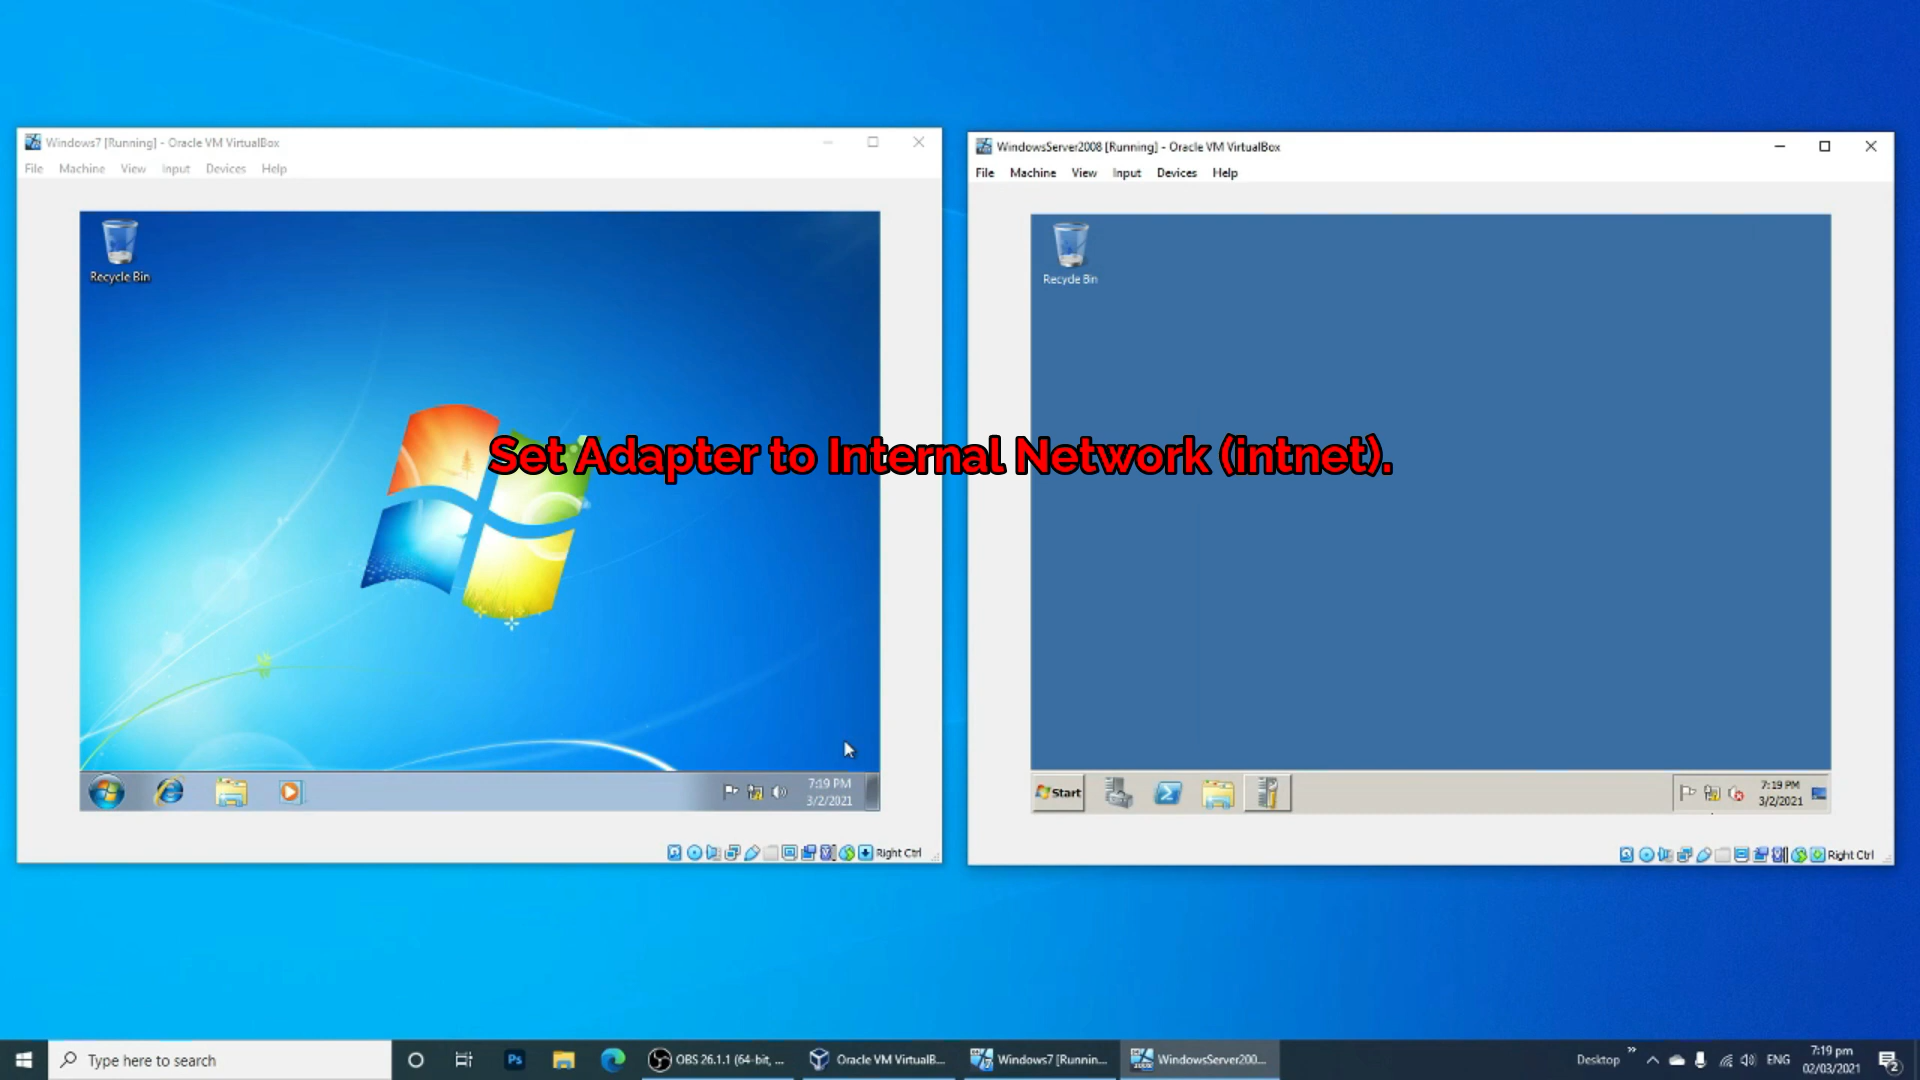 Windows7 [Running] - Oracle VM VirtualBox
File Machine View Input Devices Help
Recycle Bin
7:19 PM
3/2/2021
Right Ctrl
WindowsServer2008 [Running] - Oracle VM VirtualBox
File Machine View Input Devices Help
Recycle Bin
Start
7:19 PM
3/2/2021
Right Ctrl
Set Adapter to Internal Network (intnet).
Type here to search
Ps
OBS 26.1.1 (64-bit, ...
Oracle VM VirtualB...
Windows7 [Runnin...
WindowsServer200...
Desktop
ENG
7:19 pm
02/03/2021
2